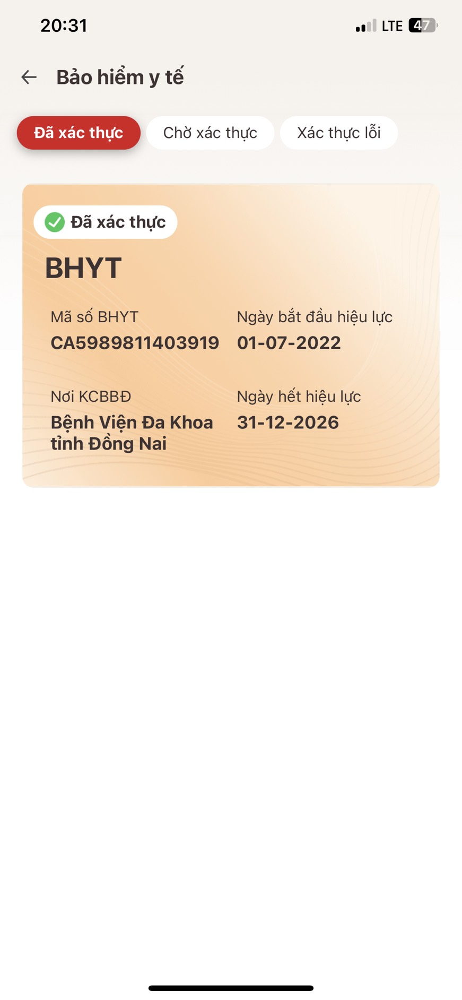 20:31
LTE 47
Bảo hiểm y tế
Đã xác thực
Chờ xác thực
Xác thực lỗi
Đã xác thực
BHYT
Mã số BHYT
CA5989811403919
Ngày bắt đầu hiệu lực
01-07-2022
Nơi KCBBĐ
Bệnh Viện Đa Khoa
tỉnh Đồng Nai
Ngày hết hiệu lực
31-12-2026